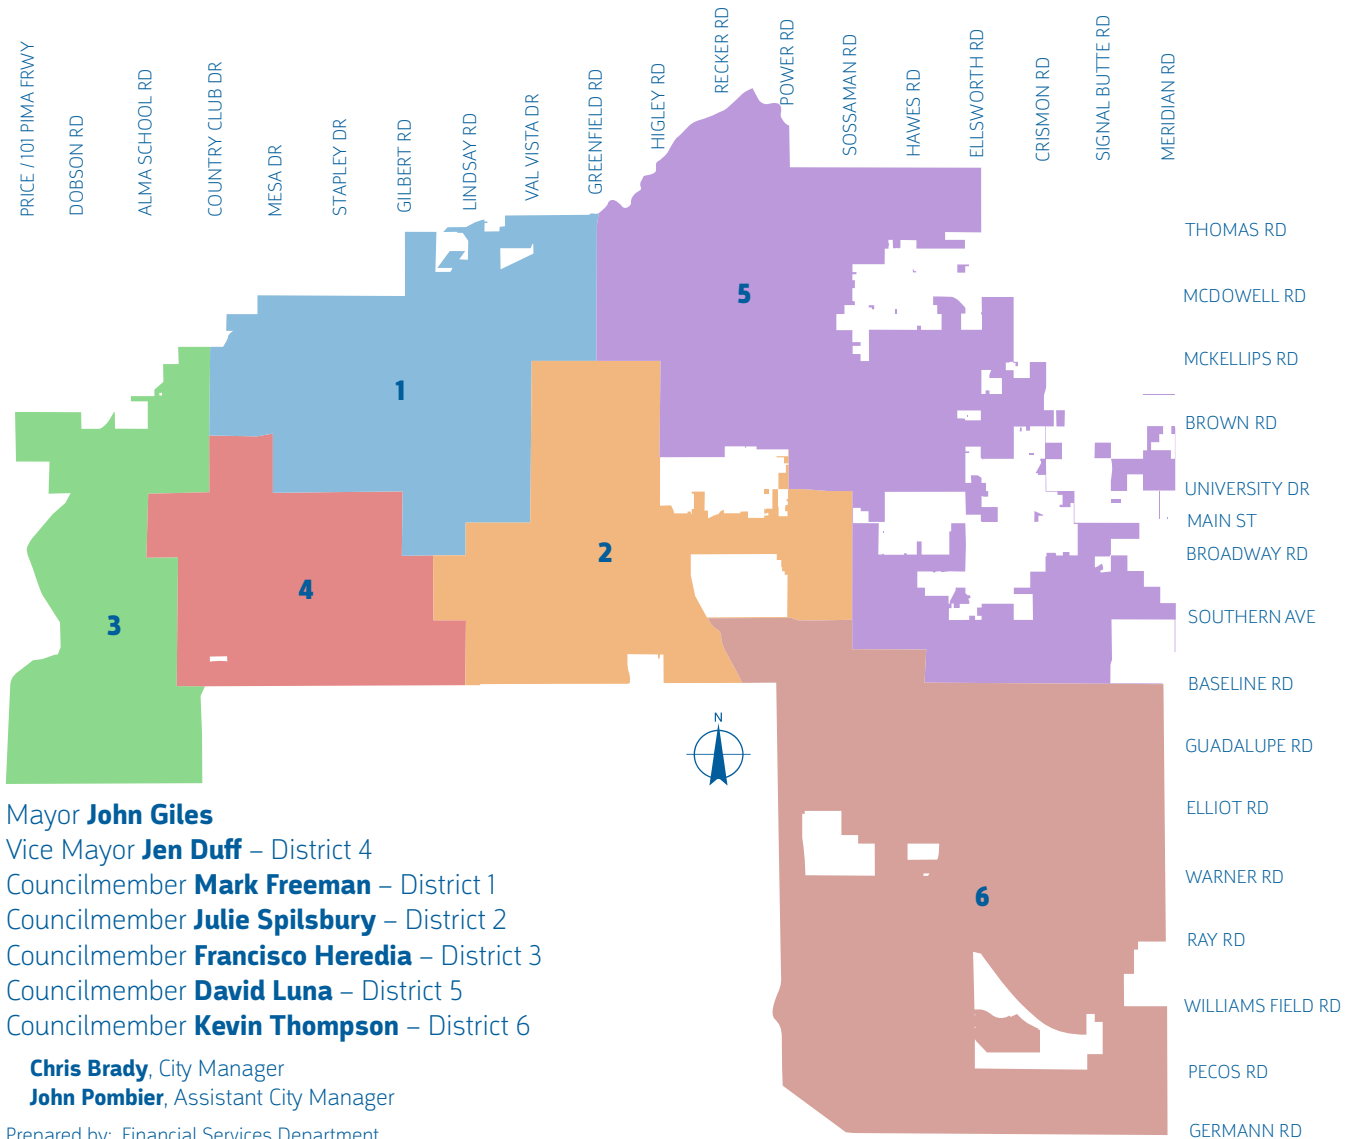 PRICE / 101 PIMA FRWY
DOBSON RD
ALMA SCHOOL RD
COUNTRY CLUB DR
MESA DR
STAPLEY DR
GILBERT RD
LINDSAY RD
VAL VISTA DR
GREENFIELD RD
HIGLEY RD
RECKER RD
POWER RD
SOSSAMAN RD
HAWES RD
ELLSWORTH RD
CRISMON RD
SIGNAL BUTTE RD
MERIDIAN RD
THOMAS RD
MCDOWELL RD
MCKELLIPS RD
BROWN RD
UNIVERSITY DR
MAIN ST
BROADWAY RD
SOUTHERN AVE
BASELINE RD
GUADALUPE RD
ELLIOT RD
WARNER RD
RAY RD
WILLIAMS FIELD RD
PECOS RD
GERMANN RD
5
1
2
4
3
6
N
Mayor John Giles
Vice Mayor Jen Duff – District 4
Councilmember Mark Freeman – District 1
Councilmember Julie Spilsbury – District 2
Councilmember Francisco Heredia – District 3
Councilmember David Luna – District 5
Councilmember Kevin Thompson – District 6
Chris Brady, City Manager
John Pombier, Assistant City Manager
Prepared by: Financial Services Department